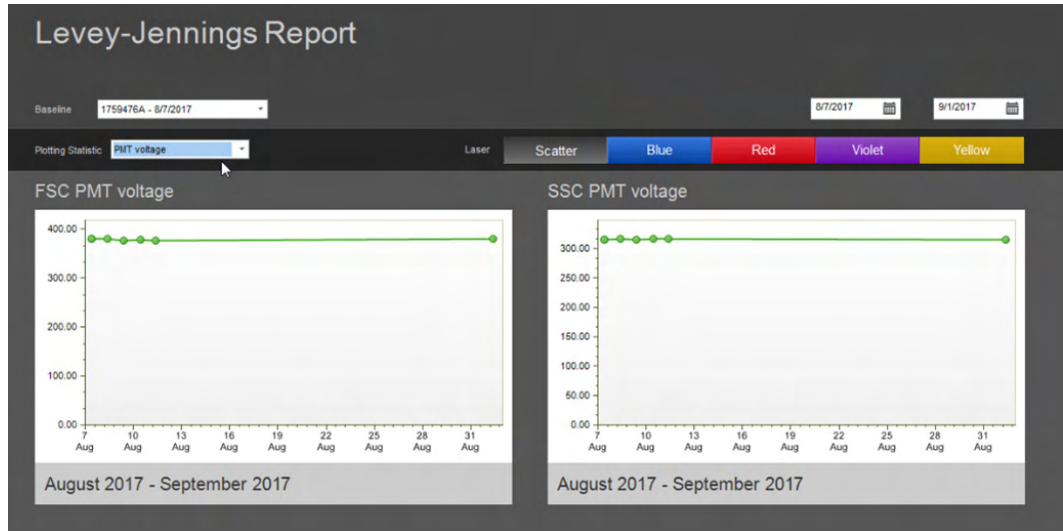 Levey-Jennings Report
Baseline 1759476A - 8/7/2017 8/7/2017 9/1/2017
Plotting Statistic PMT voltage Laser Scatter Blue Red Violet Yellow
FSC PMT voltage
400.00
300.00
200.00
100.00
0.00
7 10 13 16 19 22 25 28 31
Aug Aug Aug Aug Aug Aug Aug Aug Aug
August 2017 - September 2017
SSC PMT voltage
300.00
250.00
200.00
150.00
100.00
50.00
0.00
7 10 13 16 19 22 25 28 31
Aug Aug Aug Aug Aug Aug Aug Aug Aug
August 2017 - September 2017